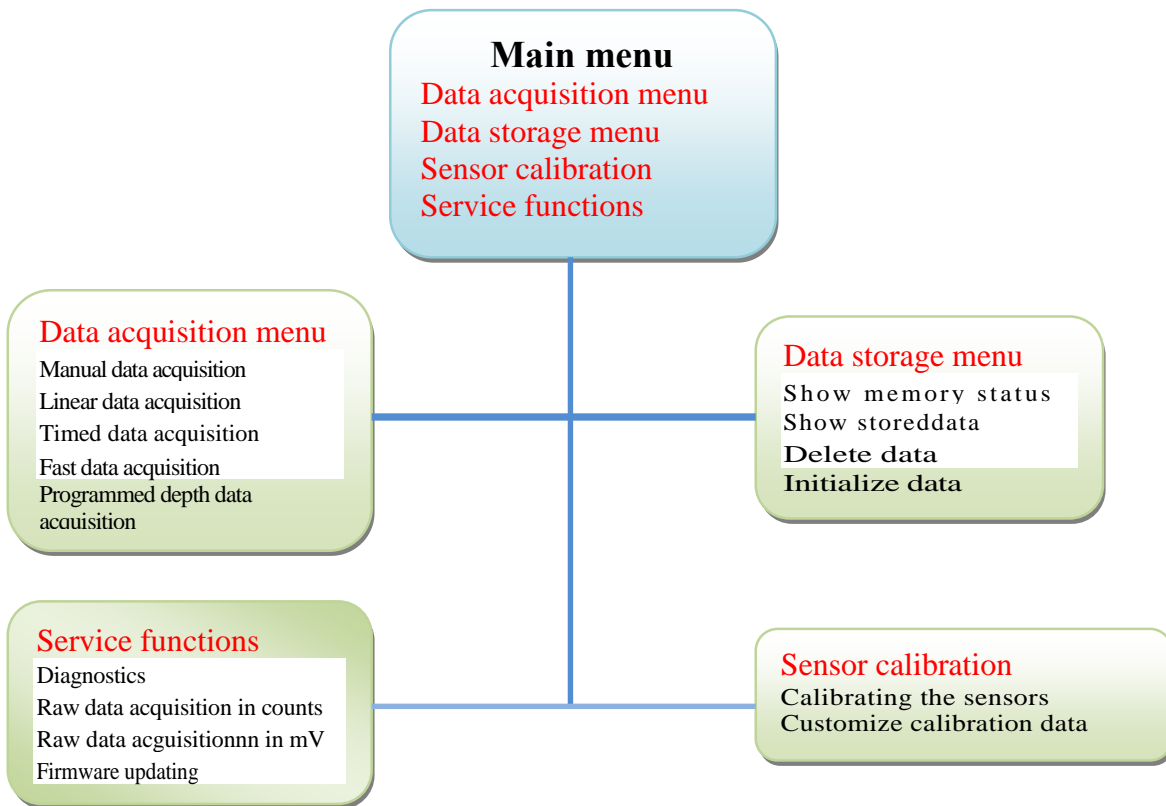 Main menu
Data acquisition menu
Data storage menu
Sensor calibration
Service functions
Data acquisition menu
Manual data acquisition
Linear data acquisition
Timed data acquisition
Fast data acquisition
Programmed depth data
acquisition
Data storage menu
Show memory status
Show storeddata
Delete data
Initialize data
Service functions
Diagnostics
Raw data acquisition in counts
Raw data acguisitionnn in mV
Firmware updating
Sensor calibration
Calibrating the sensors
Customize calibration data